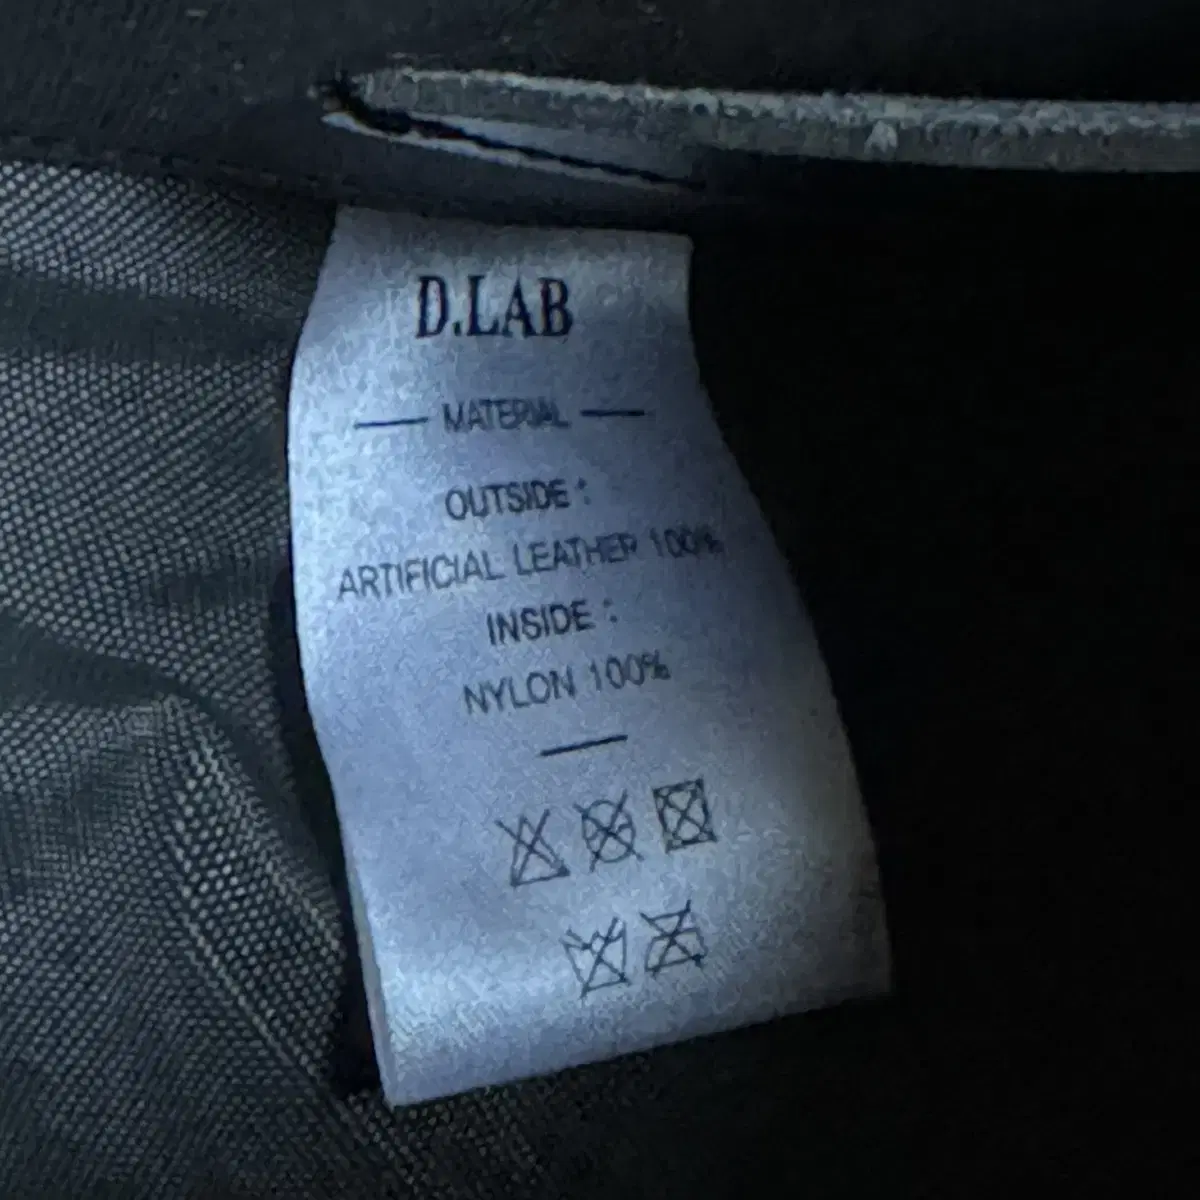 D.LAB
MATERIAL
OUTSIDE :
ARTIFICIAL LEATHER 100%
INSIDE :
NYLON 100%